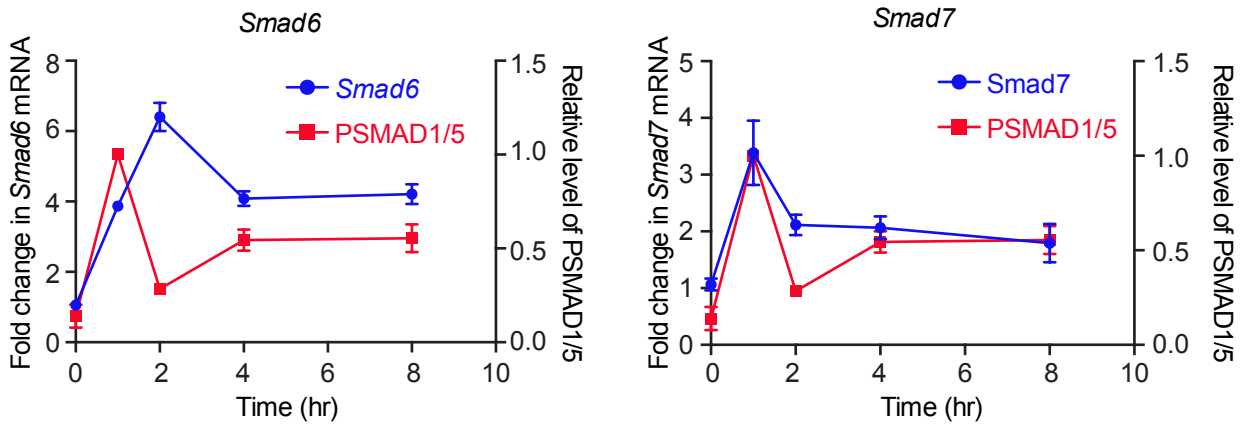 Smad6
Fold change in Smad6 mRNA
8
6
4
2
0
Smad6
PSMAD1/5
1.5
1.0
0.5
0.0
Relative level of PSMAD1/5
0
2
4
6
8
10
Time (hr)
Smad7
Fold change in Smad7 mRNA
5
4
3
2
1
0
Smad7
PSMAD1/5
1.5
1.0
0.5
0.0
Relative level of PSMAD1/5
0
2
4
6
8
10
Time (hr)